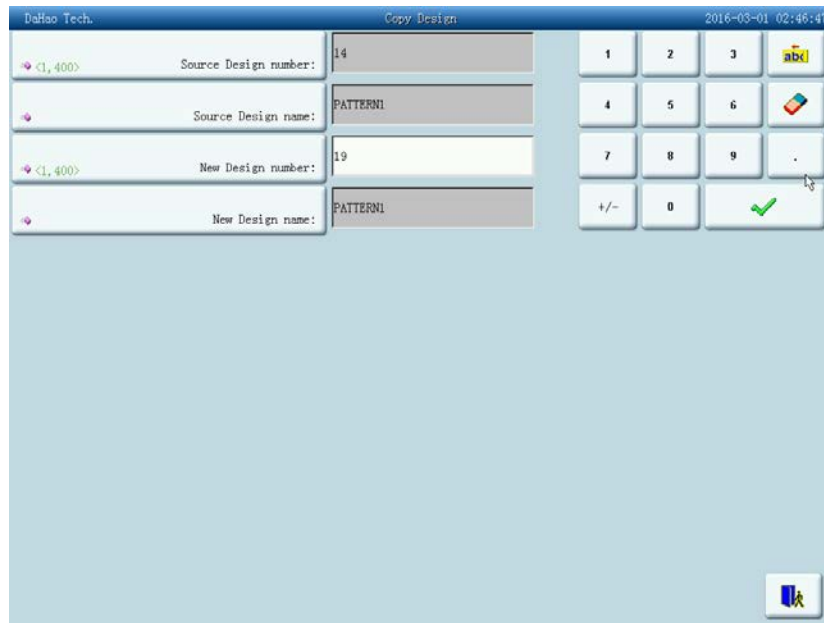 DaHao Tech. Copy Design 2016-03-01 02:46:47
<1, 400> Source Design number: 14
Source Design name: PATTERN1
<1, 400> New Design number: 19
New Design name: PATTERN1
1 2 3 abc
4 5 6
7 8 9 .
+/- 0